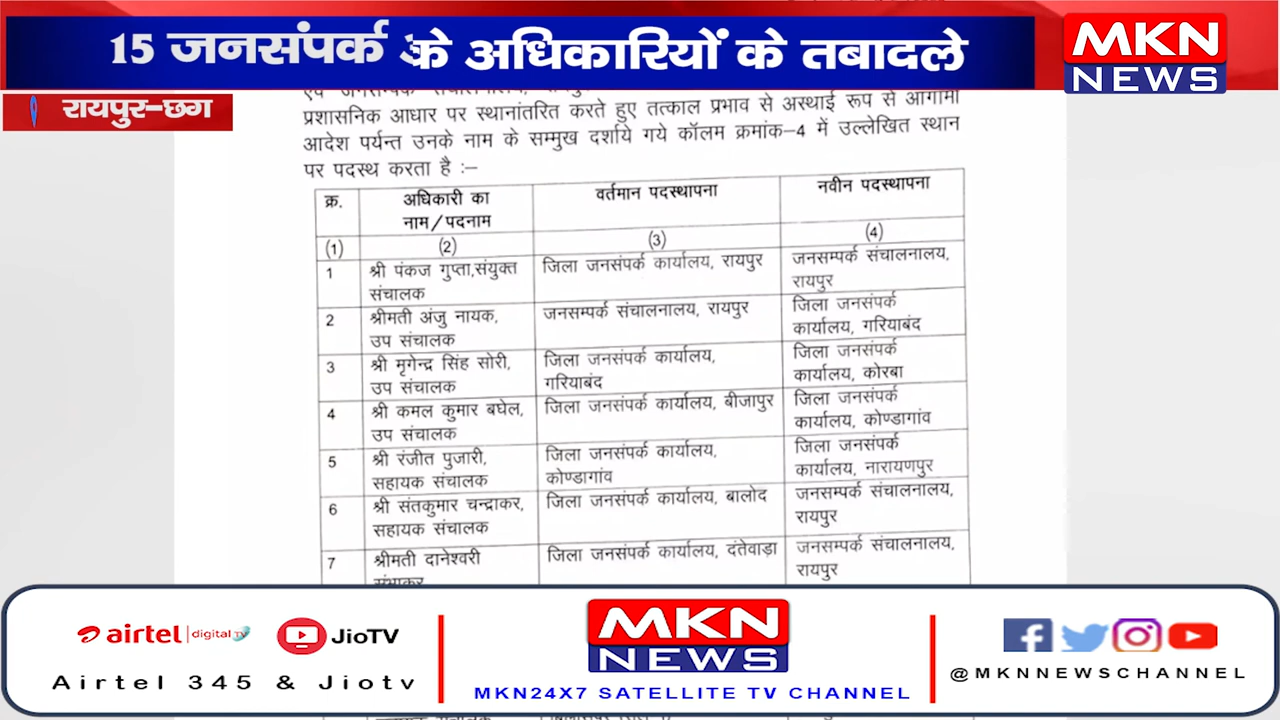 15 जनसंपर्क के अधिकारियों के तबादले
MKN
NEWS
रायपुर-छग
प्रशासनिक आधार पर स्थानांतरित करते हुए तत्काल प्रभाव से अस्थाई रूप से आगामी
आदेश पर्यन्त उनके नाम के सम्मुख दर्शाये गये कॉलम क्रमांक-4 में उल्लेखित स्थान
पर पदस्थ करता है :-
क्र. अधिकारी का वर्तमान पदस्थापना नवीन पदस्थापना
नाम/पदनाम
(1) (2) (3) (4)
1 श्री पंकज गुप्ता,संयुक्त जिला जनसंपर्क कार्यालय, रायपुर जनसम्पर्क संचालनालय,
संचालक रायपुर
2 श्रीमती अंजु नायक, जनसम्पर्क संचालनालय, रायपुर जिला जनसंपर्क
उप संचालक कार्यालय, गरियाबंद
3 श्री मृगेन्द्र सिंह सोरी, जिला जनसंपर्क कार्यालय, जिला जनसंपर्क
उप संचालक गरियाबंद कार्यालय, कोरबा
4 श्री कमल कुमार बघेल, जिला जनसंपर्क कार्यालय, बीजापुर जिला जनसंपर्क
उप संचालक कार्यालय, कोण्डागांव
5 श्री रंजीत पुजारी, जिला जनसंपर्क कार्यालय, जिला जनसंपर्क
सहायक संचालक कोण्डागांव कार्यालय, नारायणपुर
6 श्री संतकुमार चन्द्राकर, जिला जनसंपर्क कार्यालय, बालोद जनसम्पर्क संचालनालय,
सहायक संचालक रायपुर
7 श्रीमती दानेश्वरी जिला जनसंपर्क कार्यालय, दंतेवाड़ा जनसम्पर्क संचालनालय,
रायपुर
airtel digital TV JioTV
Airtel 345 & Jiotv
MKN
NEWS
MKN24X7 SATELLITE TV CHANNEL
@MKNNEWSCHANNEL